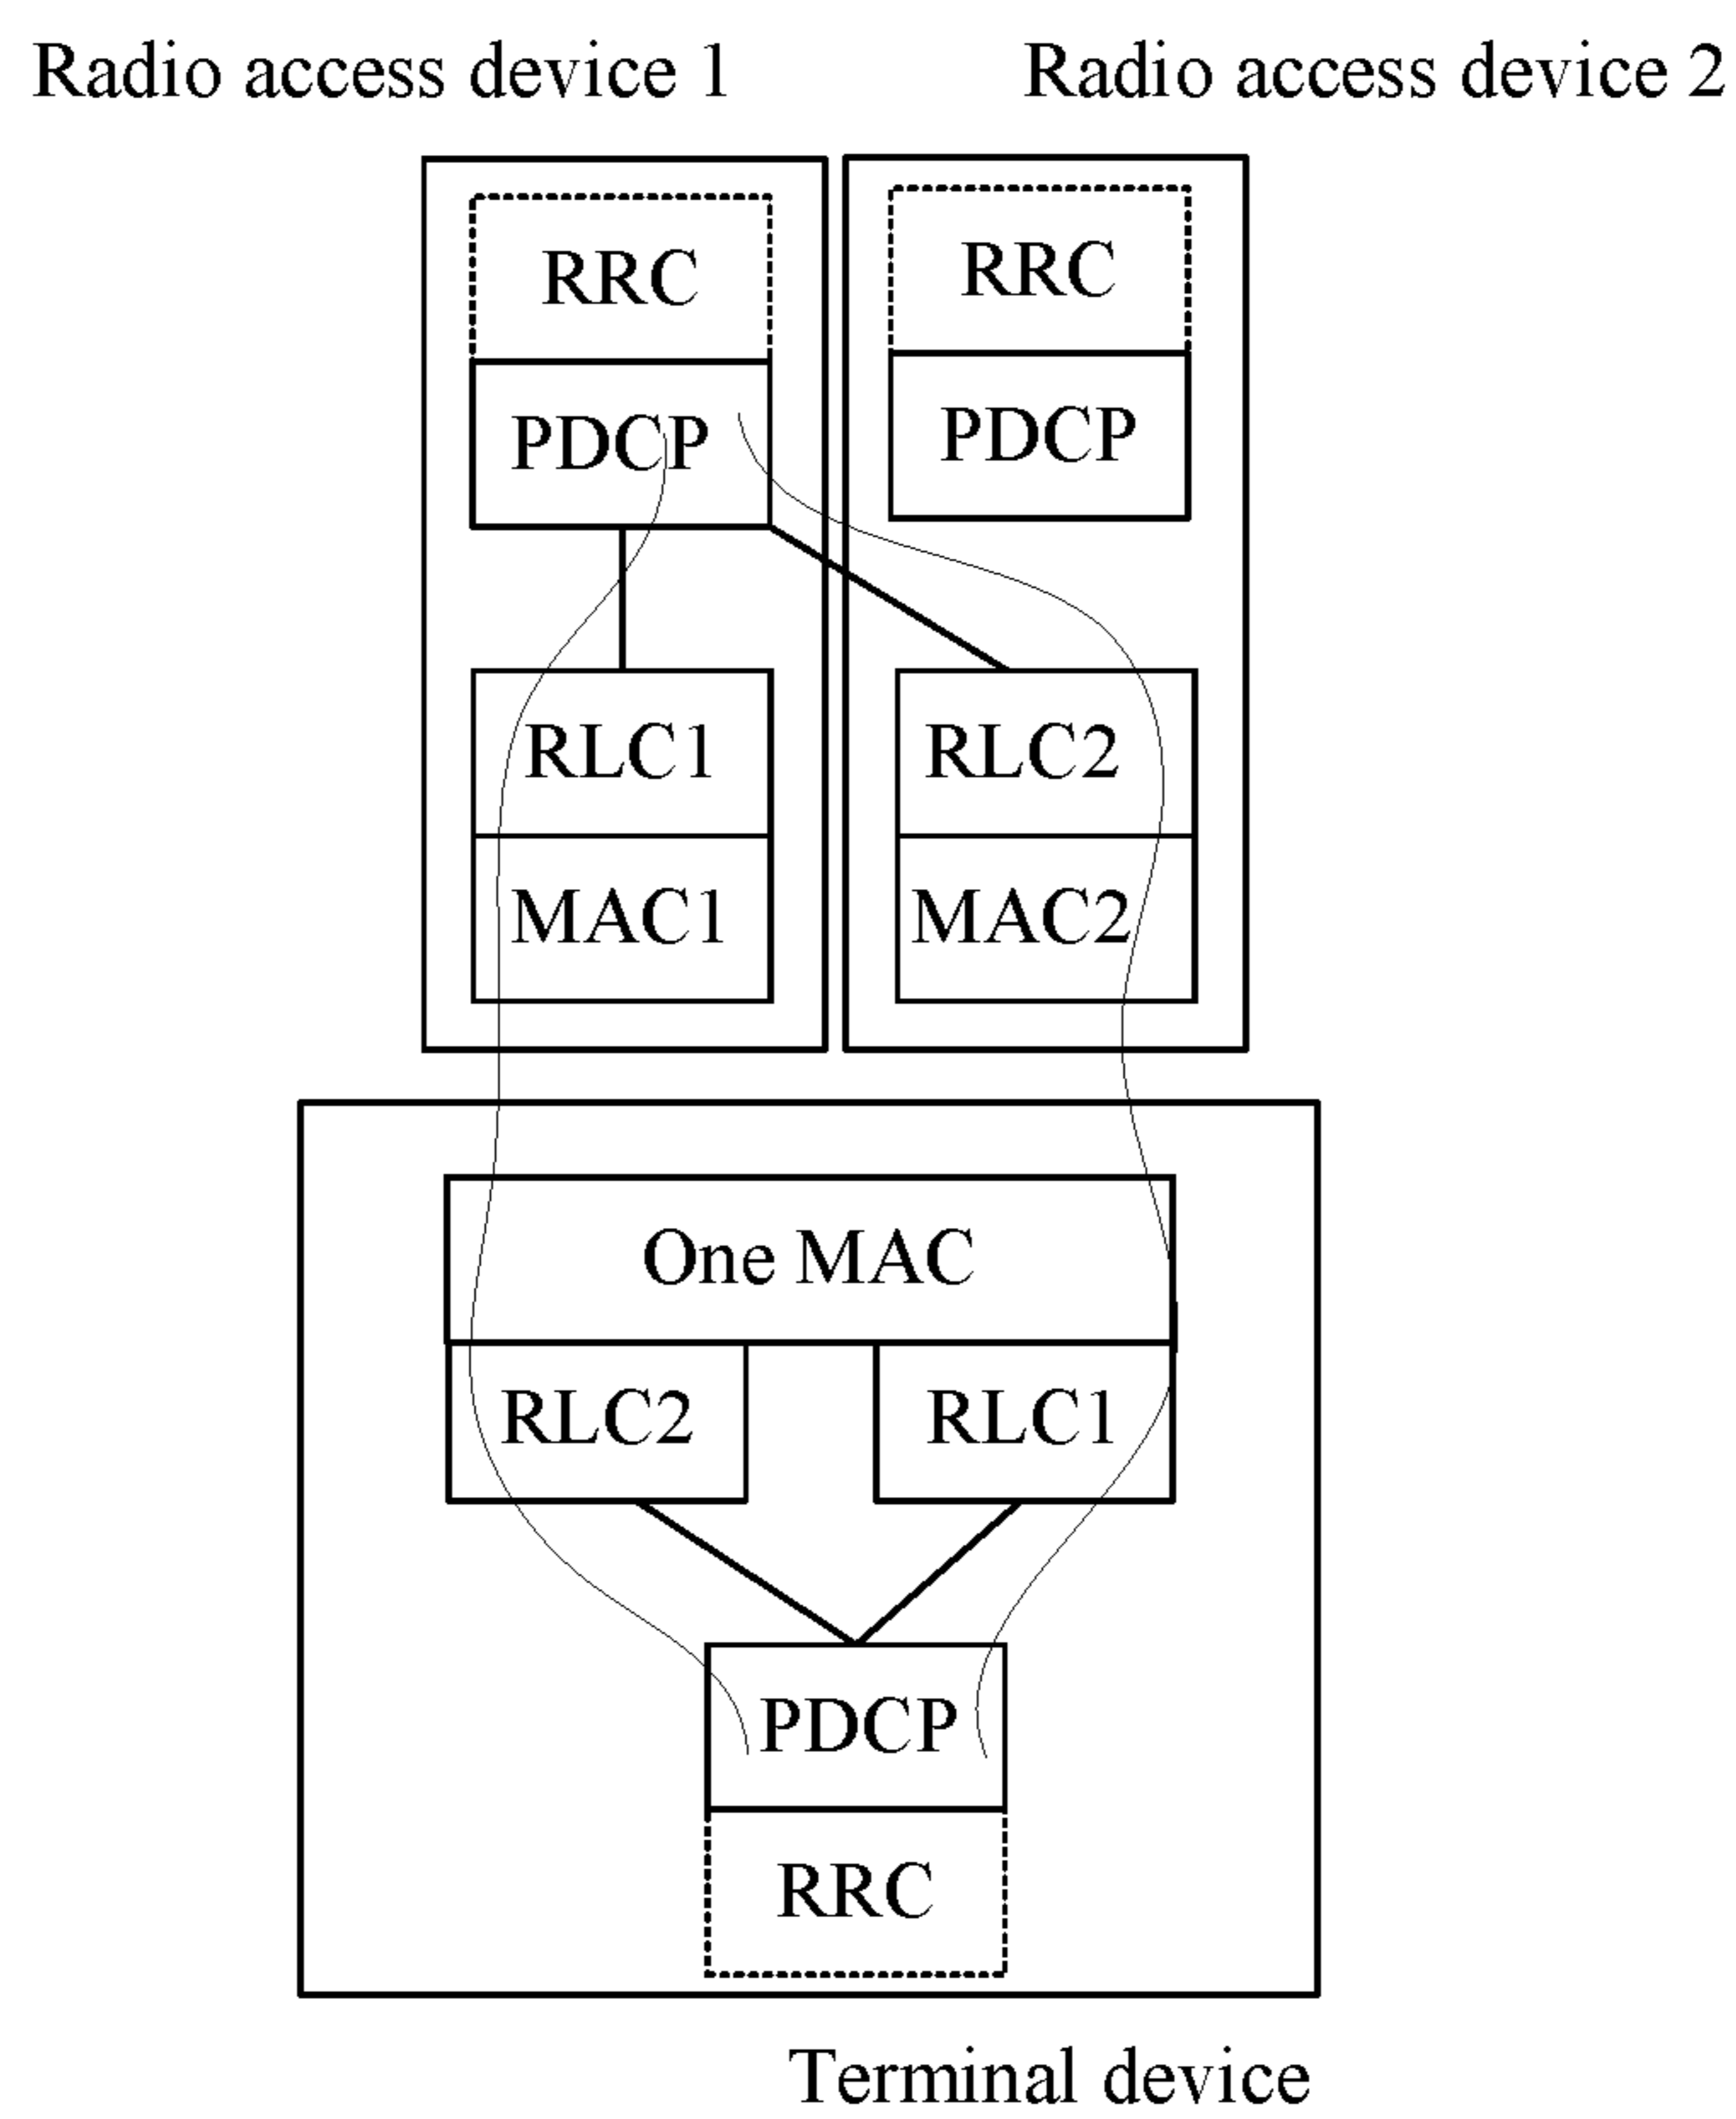 Radio access device 1
Radio access device 2
RRC
PDCP
RLC1
MAC1
RRC
PDCP
RLC2
MAC2
One MAC
RLC2
RLC1
PDCP
RRC
Terminal device